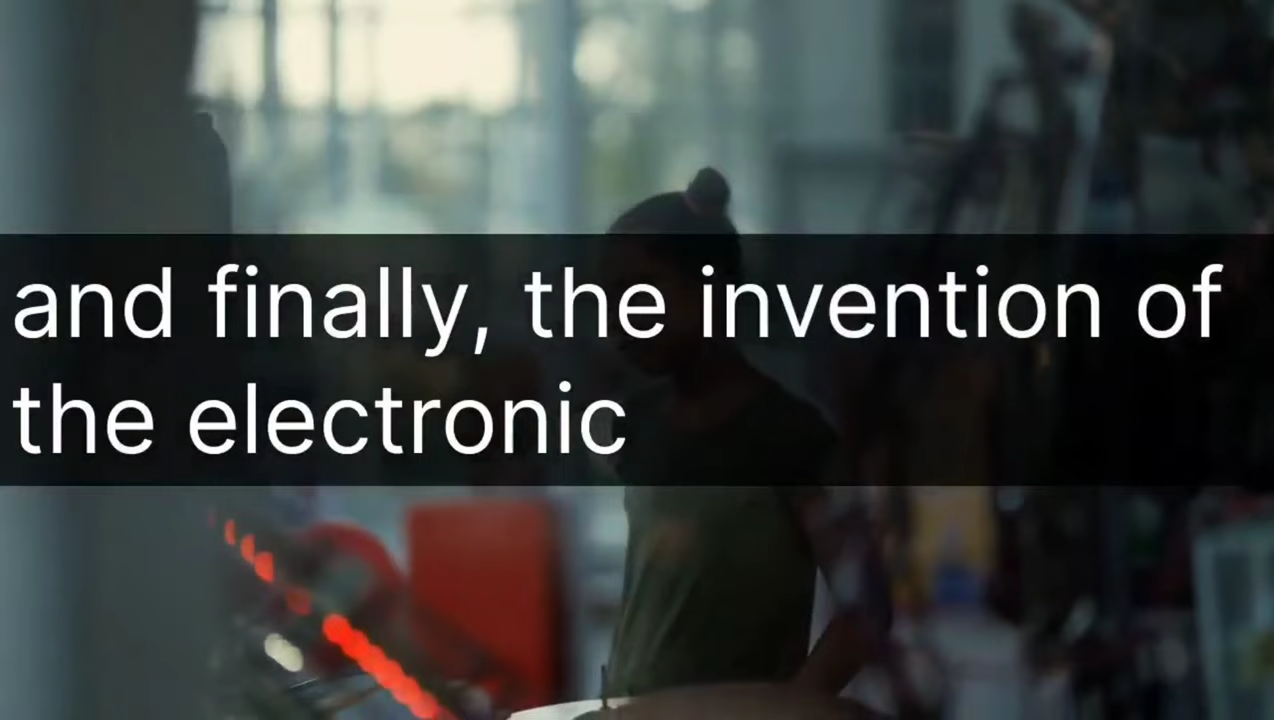 and finally, the invention of
the electronic